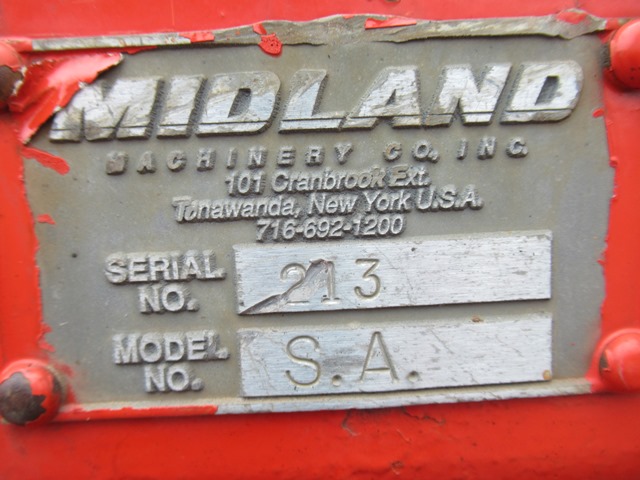 MIDLAND
MACHINERY CO. INC.
101 Cranbrook Ext.
Tonawanda, New York U.S.A.
716-692-1200
SERIAL NO. 213
MODEL NO. S.A.